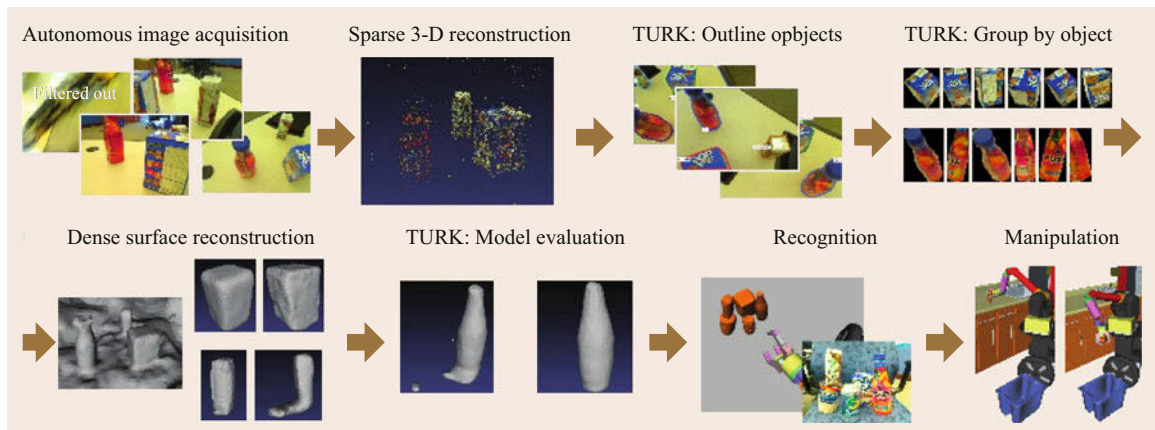 Autonomous image acquisition
Sparse 3-D reconstruction
TURK: Outline opbjects
TURK: Group by object
Filtered out
Dense surface reconstruction
TURK: Model evaluation
Recognition
Manipulation